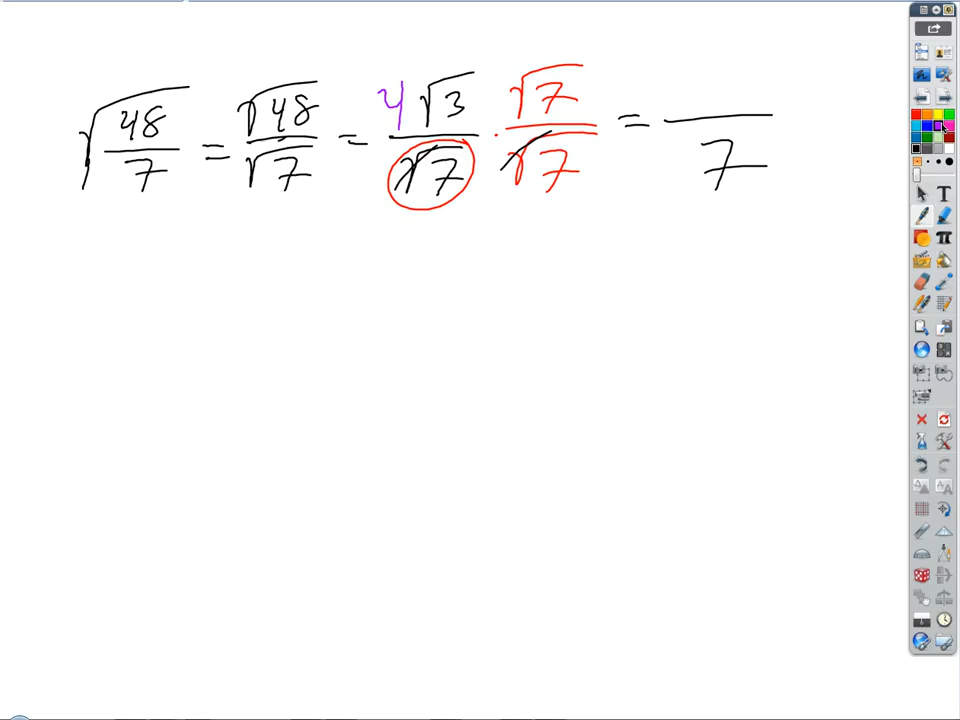 √(48/7) = √48/√7 = 4√3/√7 · √7/√7 = /7